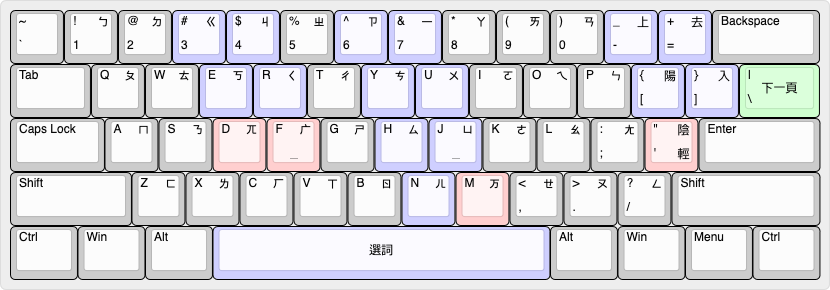 ~ ! ㄅ @ ㄉ # ㄍ $ ㄐ % ㄓ ^ ㄗ & ㄧ * ㄚ ( ㄞ ) ㄢ _ 上 + 去 Backspace
` 1 2 3 4 5 6 7 8 9 0 - =
Tab Q ㄆ W ㄊ E ㄎ R ㄑ T ㄔ Y ㄘ U ㄨ I ㄛ O ㄟ P ㄣ { 陽 } 入 | 下一頁
[ ] \
Caps Lock A ㄇ S ㄋ D ㄫ F ㄬ G ㄕ H ㄙ J ㄩ K ㄜ L ㄠ : ㄤ " 陰 Enter
_ _ ; ' 輕
Shift Z ㄈ X ㄌ C ㄏ V ㄒ B ㄖ N ㄦ M ㄪ < ㄝ > ㄡ ? ㄥ Shift
, . /
Ctrl Win Alt 選詞 Alt Win Menu Ctrl